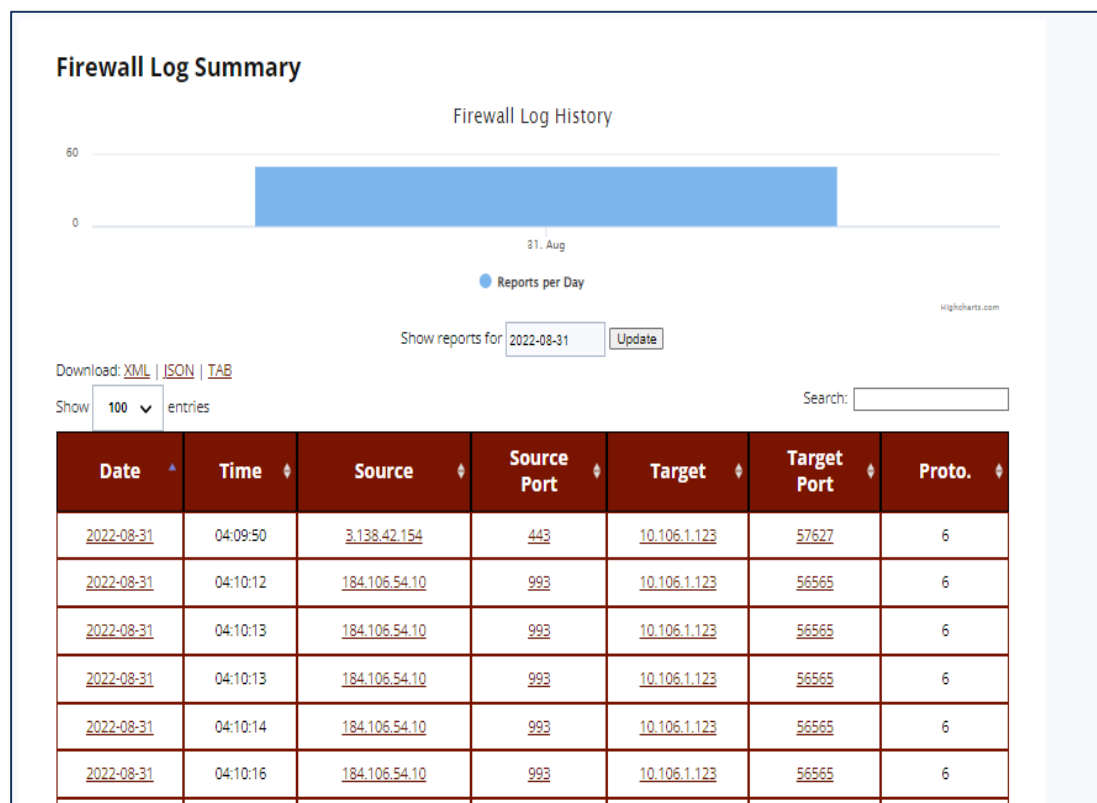 Firewall Log Summary
Firewall Log History
60
0
31. Aug
Reports per Day
Highcharts.com
Show reports for 2022-08-31 Update
Download: XML | JSON | TAB
Show 100 entries
Search:
Date Time Source Source Port Target Target Port Proto.
2022-08-31 04:09:50 3.138.42.154 443 10.106.1.123 57627 6
2022-08-31 04:10:12 184.106.54.10 993 10.106.1.123 56565 6
2022-08-31 04:10:13 184.106.54.10 993 10.106.1.123 56565 6
2022-08-31 04:10:13 184.106.54.10 993 10.106.1.123 56565 6
2022-08-31 04:10:14 184.106.54.10 993 10.106.1.123 56565 6
2022-08-31 04:10:16 184.106.54.10 993 10.106.1.123 56565 6